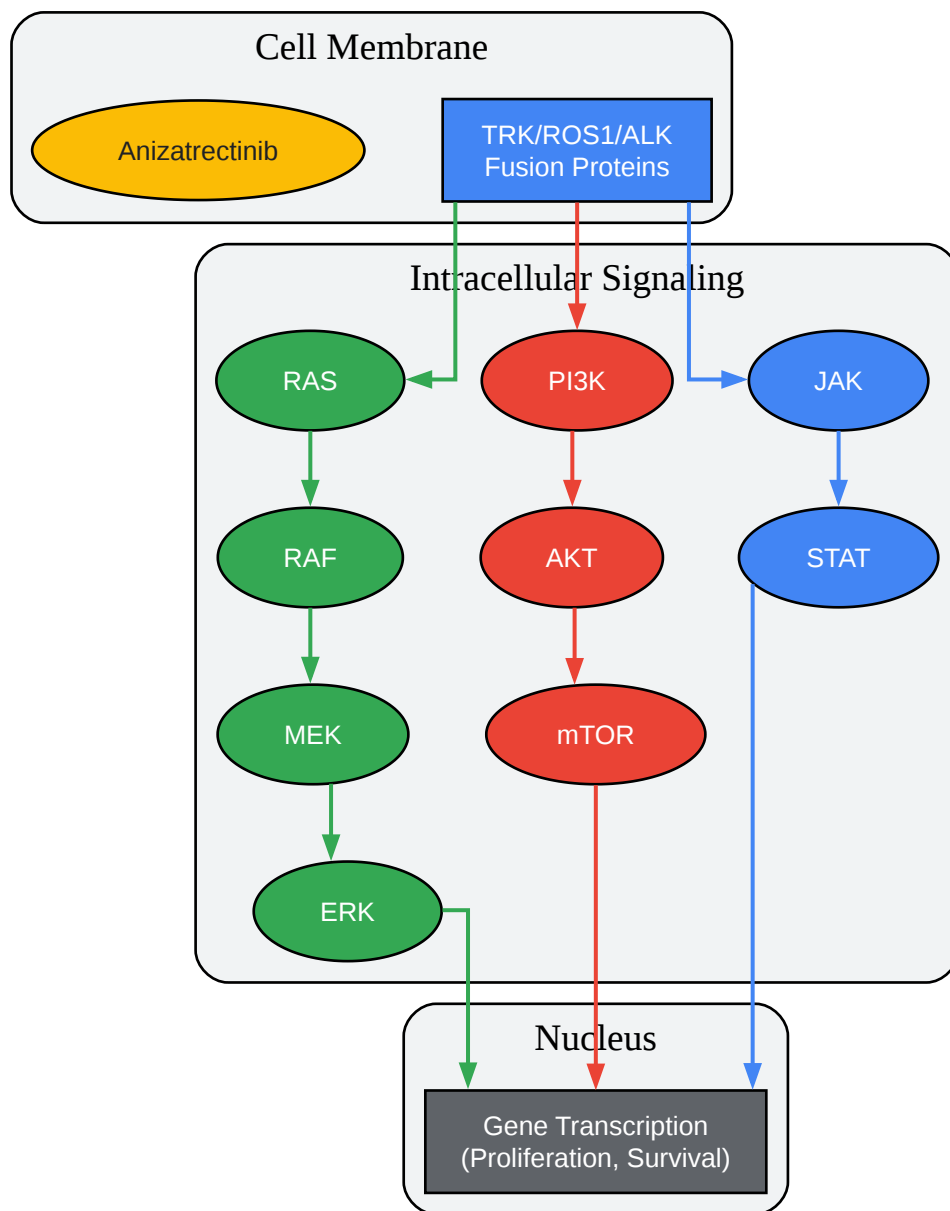 Cell Membrane
Anizatrectinib
TRK/ROS1/ALK
Fusion Proteins
Intracellular Signaling
RAS
PI3K
JAK
RAF
AKT
STAT
MEK
mTOR
ERK
Nucleus
Gene Transcription
(Proliferation, Survival)